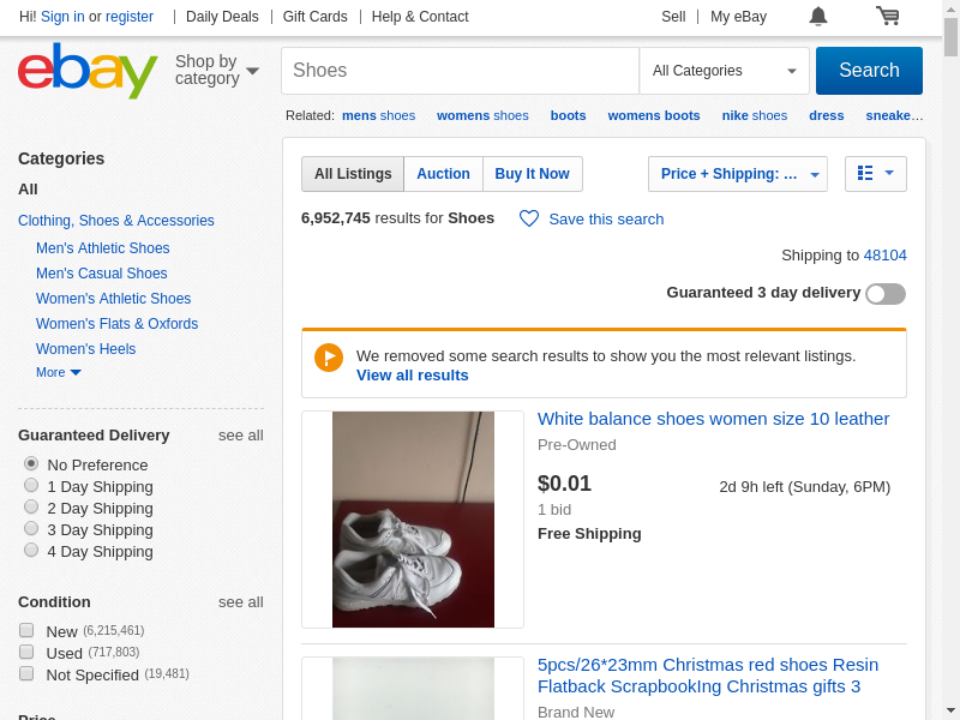 Hi! Sign in or register | Daily Deals | Gift Cards | Help & Contact
Sell | My eBay
ebay
Shop by category
Shoes
All Categories
Search
Related: mens shoes womens shoes boots womens boots nike shoes dress sneake…
Categories
All
Clothing, Shoes & Accessories
Men's Athletic Shoes
Men's Casual Shoes
Women's Athletic Shoes
Women's Flats & Oxfords
Women's Heels
More
Guaranteed Delivery see all
No Preference
1 Day Shipping
2 Day Shipping
3 Day Shipping
4 Day Shipping
Condition see all
New (6,215,461)
Used (717,803)
Not Specified (19,481)
Price
All Listings Auction Buy It Now
Price + Shipping: ...
6,952,745 results for Shoes
Save this search
Shipping to 48104
Guaranteed 3 day delivery
We removed some search results to show you the most relevant listings.
View all results
White balance shoes women size 10 leather
Pre-Owned
$0.01
2d 9h left (Sunday, 6PM)
1 bid
Free Shipping
5pcs/26*23mm Christmas red shoes Resin
Flatback ScrapbookIng Christmas gifts 3
Brand New